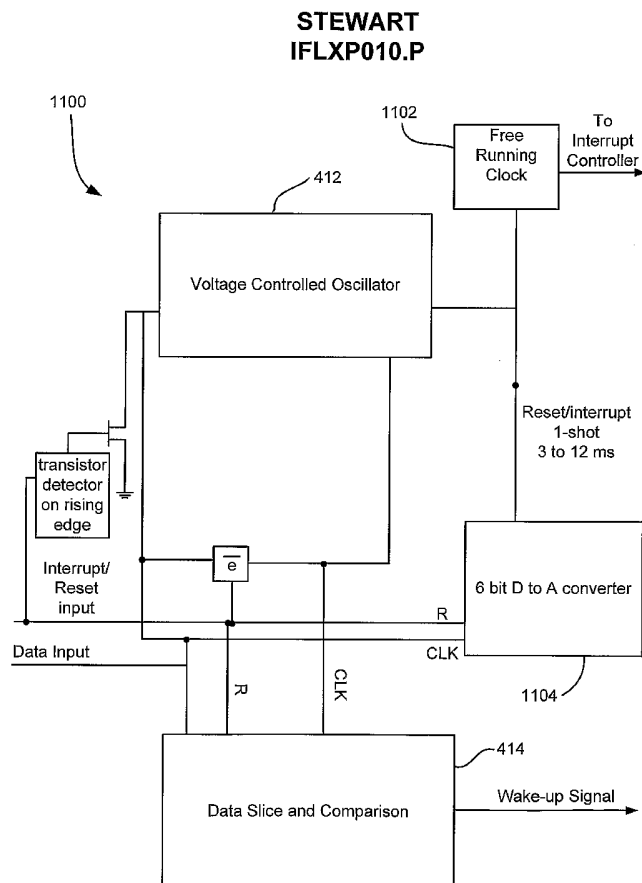 STEWART
IFLXP010.P
1100
1102
Free
Running
Clock
To
Interrupt
Controller
412
Voltage Controlled Oscillator
Reset/interrupt
1-shot
3 to 12 ms
transistor
detector
on rising
edge
e
Interrupt/
Reset
input
6 bit D to A converter
R
CLK
Data Input
R
CLK
1104
414
Data Slice and Comparison
Wake-up Signal